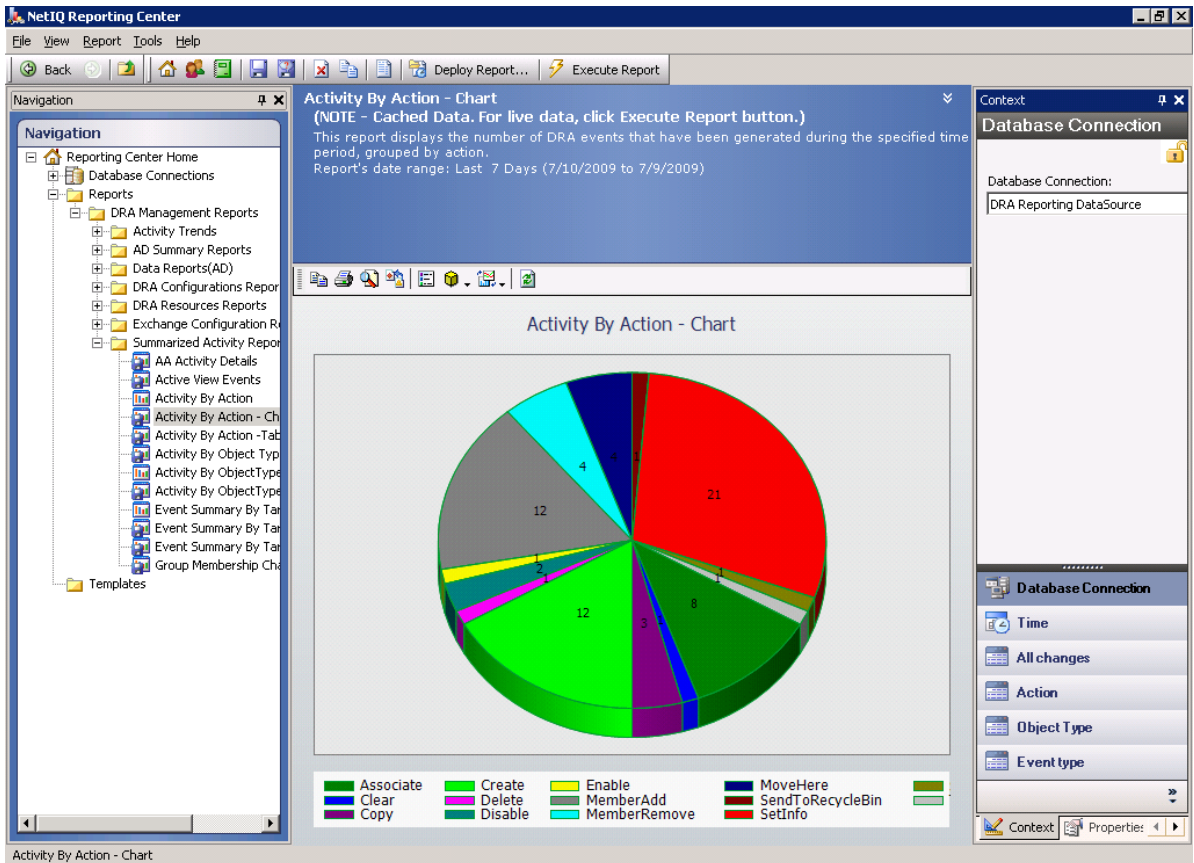 NetIQ Reporting Center
File View Report Tools Help
Back Deploy Report... Execute Report
Navigation
Navigation
Reporting Center Home
Database Connections
Reports
DRA Management Reports
Activity Trends
AD Summary Reports
Data Reports(AD)
DRA Configurations Repor
DRA Resources Reports
Exchange Configuration R
Summarized Activity Repor
AA Activity Details
Active View Events
Activity By Action
Activity By Action - Ch
Activity By Action -Tab
Activity By Object Typ
Activity By ObjectType
Activity By ObjectType
Event Summary By Tar
Event Summary By Tar
Event Summary By Tar
Group Membership Cha
Templates
Activity By Action - Chart
(NOTE - Cached Data. For live data, click Execute Report button.)
This report displays the number of DRA events that have been generated during the specified time
period, grouped by action.
Report's date range: Last 7 Days (7/10/2009 to 7/9/2009)
Activity By Action - Chart
4
4
1
21
12
1
2
1
1
1
12
3
8
Associate Create Enable MoveHere
Clear Delete MemberAdd SendToRecycleBin
Copy Disable MemberRemove SetInfo
Context
Database Connection
Database Connection:
DRA Reporting DataSource
Database Connection
Time
All changes
Action
Object Type
Event type
Context Properties
Activity By Action - Chart